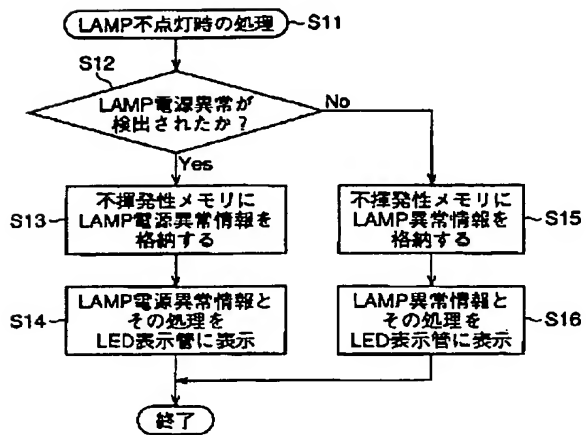 LAMP不点灯時の処理
S11
S12
LAMP電源異常が
検出されたか？
No
Yes
S13
不揮発性メモリに
LAMP電源異常情報を
格納する
不揮発性メモリに
LAMP異常情報を
格納する
S15
S14
LAMP電源異常情報と
その処理を
LED表示管に表示
LAMP異常情報と
その処理を
LED表示管に表示
S16
終了